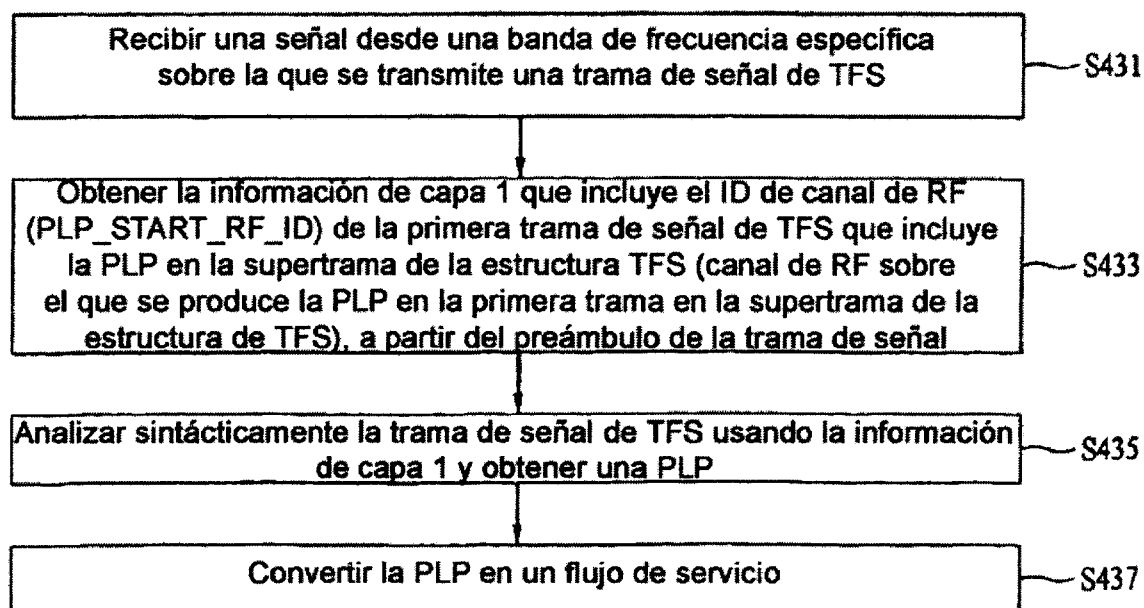 Recibir una señal desde una banda de frecuencia específica
sobre la que se transmite una trama de señal de TFS
S431
Obtener la información de capa 1 que incluye el ID de canal de RF
(PLP_START_RF_ID) de la primera trama de señal de TFS que incluye
la PLP en la supertrama de la estructura TFS (canal de RF sobre
el que se produce la PLP en la primera trama en la supertrama de la
estructura de TFS), a partir del preámbulo de la trama de señal
S433
Analizar sintácticamente la trama de señal de TFS usando la información
de capa 1 y obtener una PLP
S435
Convertir la PLP en un flujo de servicio
S437